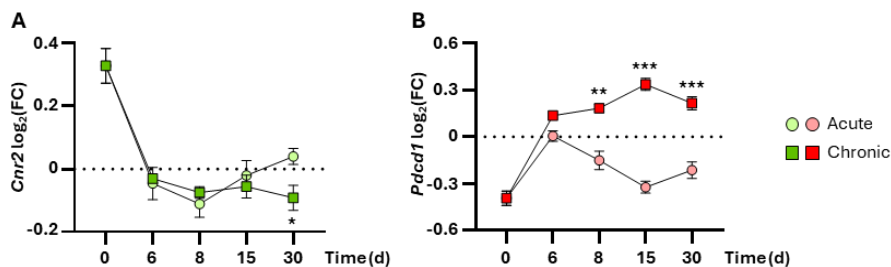 A
Cnr2 log₂(FC)
0.4
0.2
0
-0.2
*
0 6 8 15 30 Time(d)
B
Pdcd1 log₂(FC)
0.6
0.3
0
-0.3
-0.6
** *** ***
0 6 8 15 30 Time(d)
Acute
Chronic